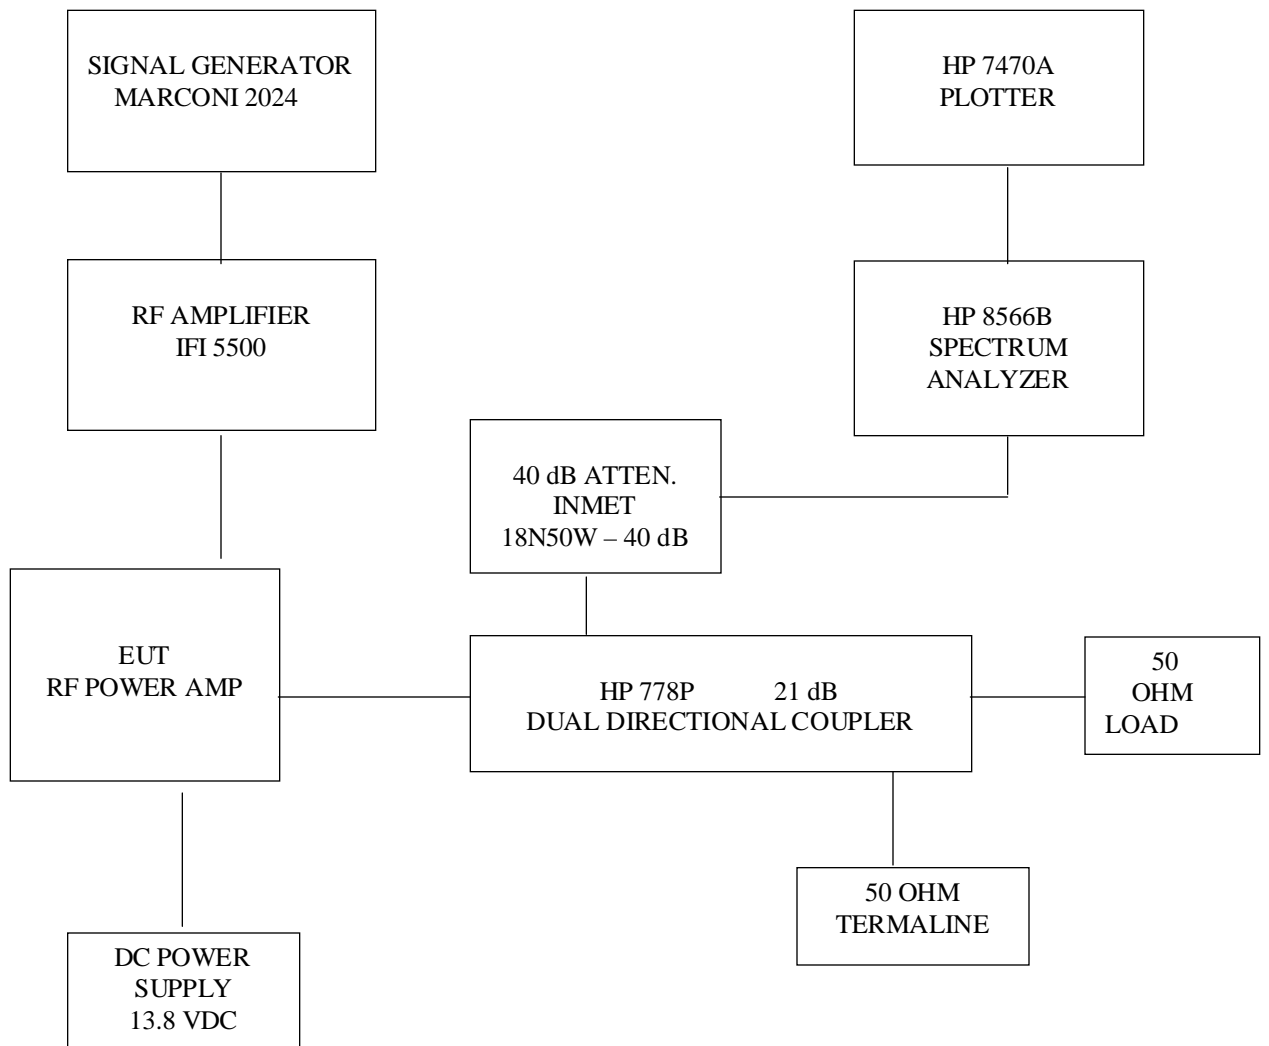 SIGNAL GENERATOR
MARCONI 2024
HP 7470A
PLOTTER
RF AMPLIFIER
IFI 5500
HP 8566B
SPECTRUM
ANALYZER
40 dB ATTEN.
INMET
18N50W – 40 dB
EUT
RF POWER AMP
HP 778P 21 dB
DUAL DIRECTIONAL COUPLER
50
OHM
LOAD
50 OHM
TERMALINE
DC POWER
SUPPLY
13.8 VDC